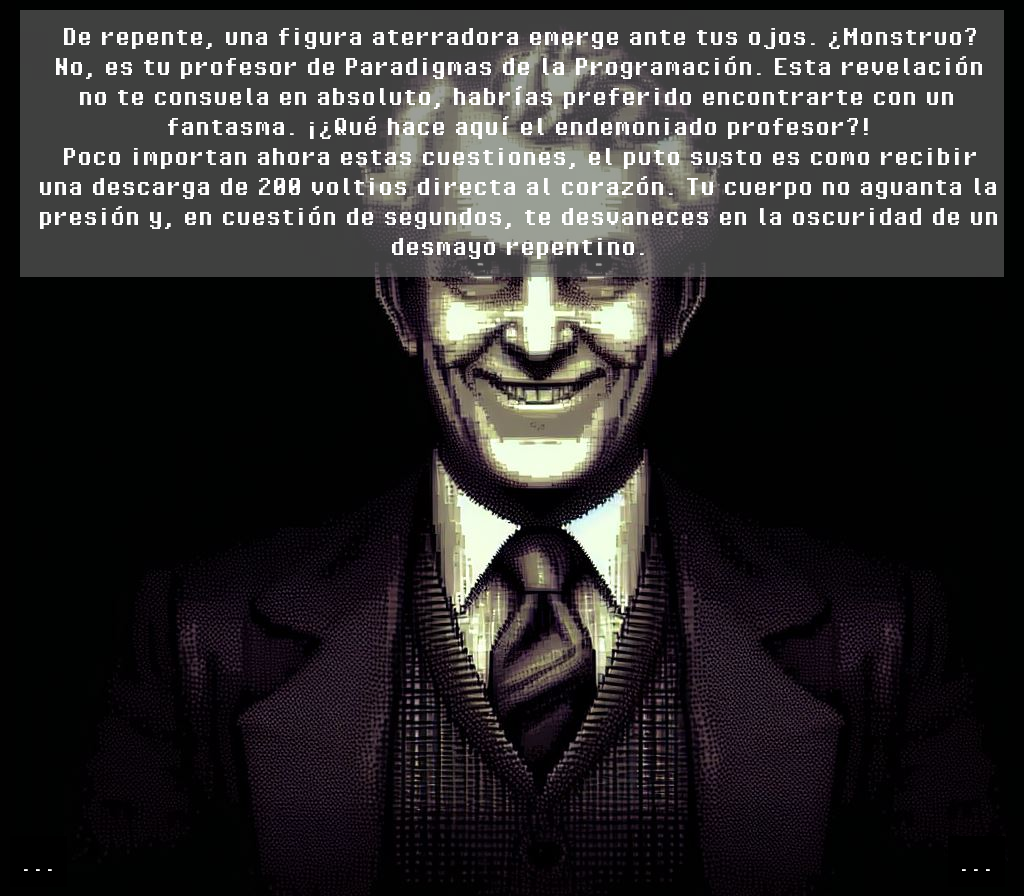 De repente, una figura aterradora emerge ante tus ojos. ¿Monstruo?
No, es tu profesor de Paradigmas de la Programación. Esta revelación
no te consuela en absoluto, habrías preferido encontrarte con un
fantasma. ¡¿Qué hace aquí el endemoniado profesor?!
Poco importan ahora estas cuestiones, el puto susto es como recibir
una descarga de 200 voltios directa al corazón. Tu cuerpo no aguanta la
presión y, en cuestión de segundos, te desvaneces en la oscuridad de un
desmayo repentino.
...
...